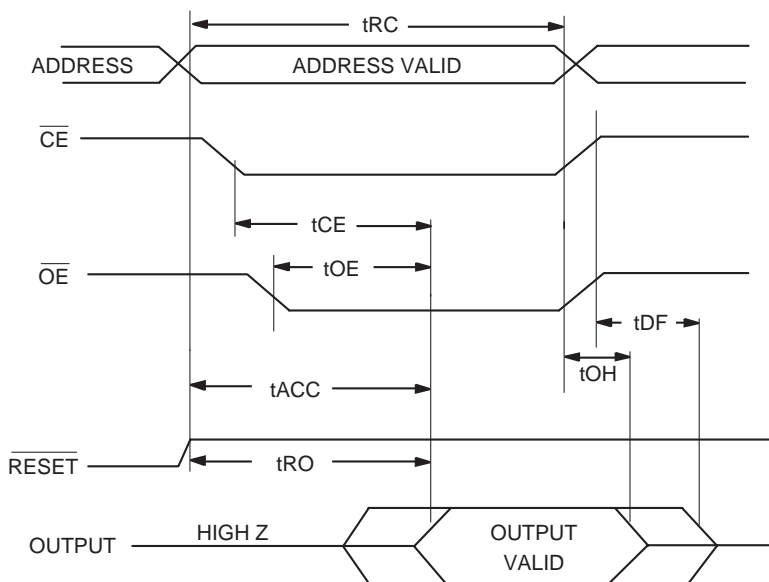 tRC
ADDRESS
ADDRESS VALID
CE
tCE
OE
tOE
tDF
tOH
tACC
RESET
tRO
OUTPUT
HIGH Z
OUTPUT
VALID